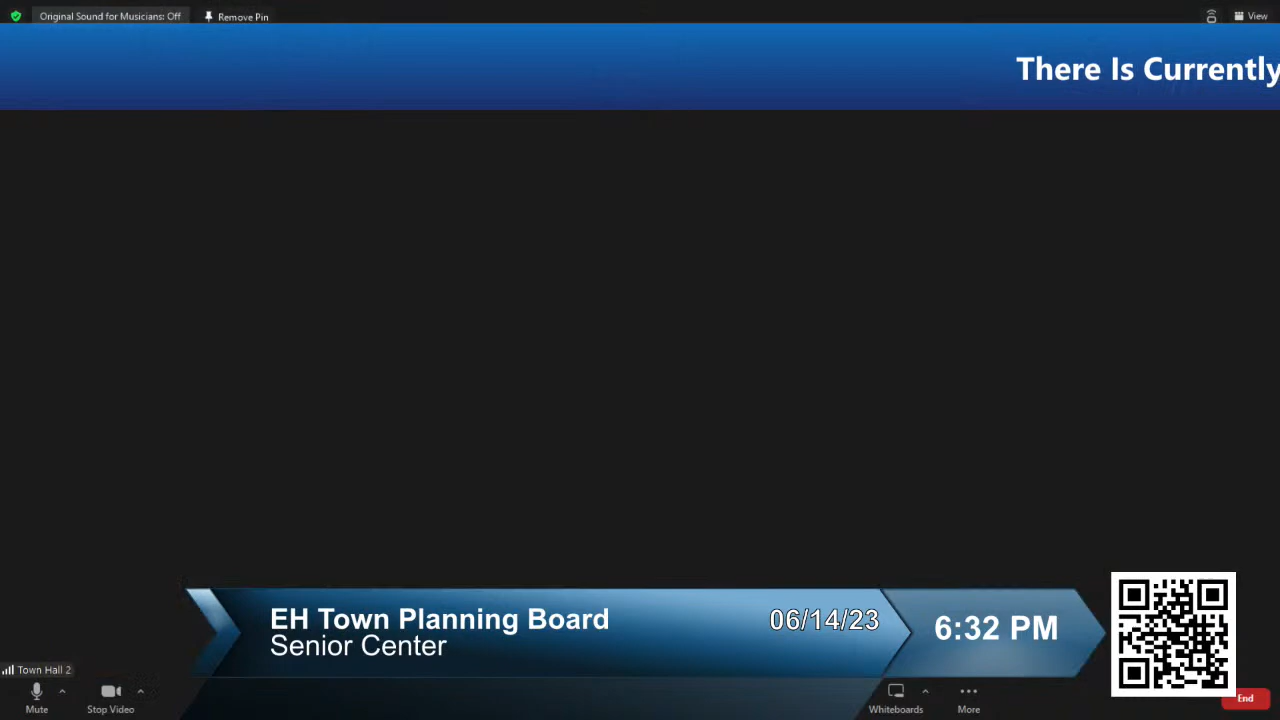 Original Sound for Musicians: Off
Remove Pin
View
There Is Currently
EH Town Planning Board
06/14/23
6:32 PM
Senior Center
Town Hall 2
Mute
Stop Video
Whiteboards
More
End